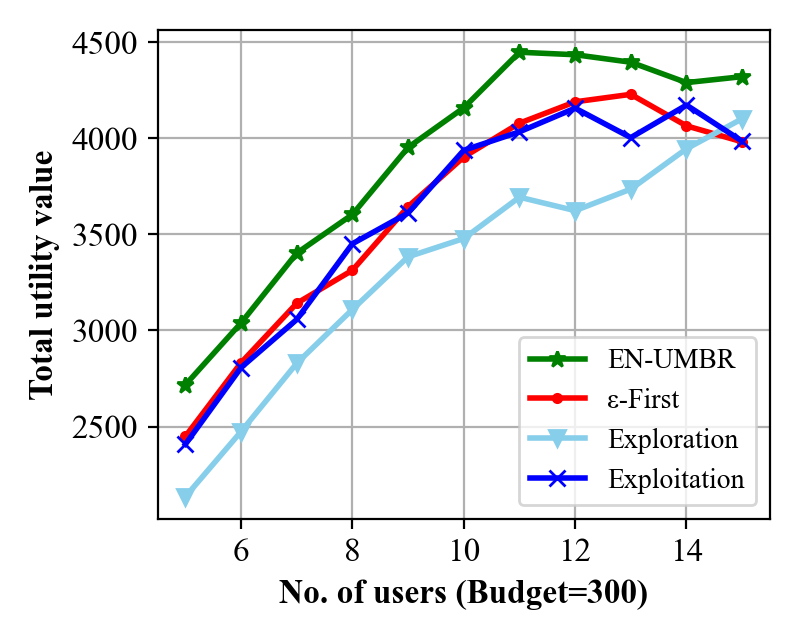 4500
4000
3500
3000
2500
Total utility value
EN-UMBR
ε-First
Exploration
Exploitation
6 8 10 12 14
No. of users (Budget=300)